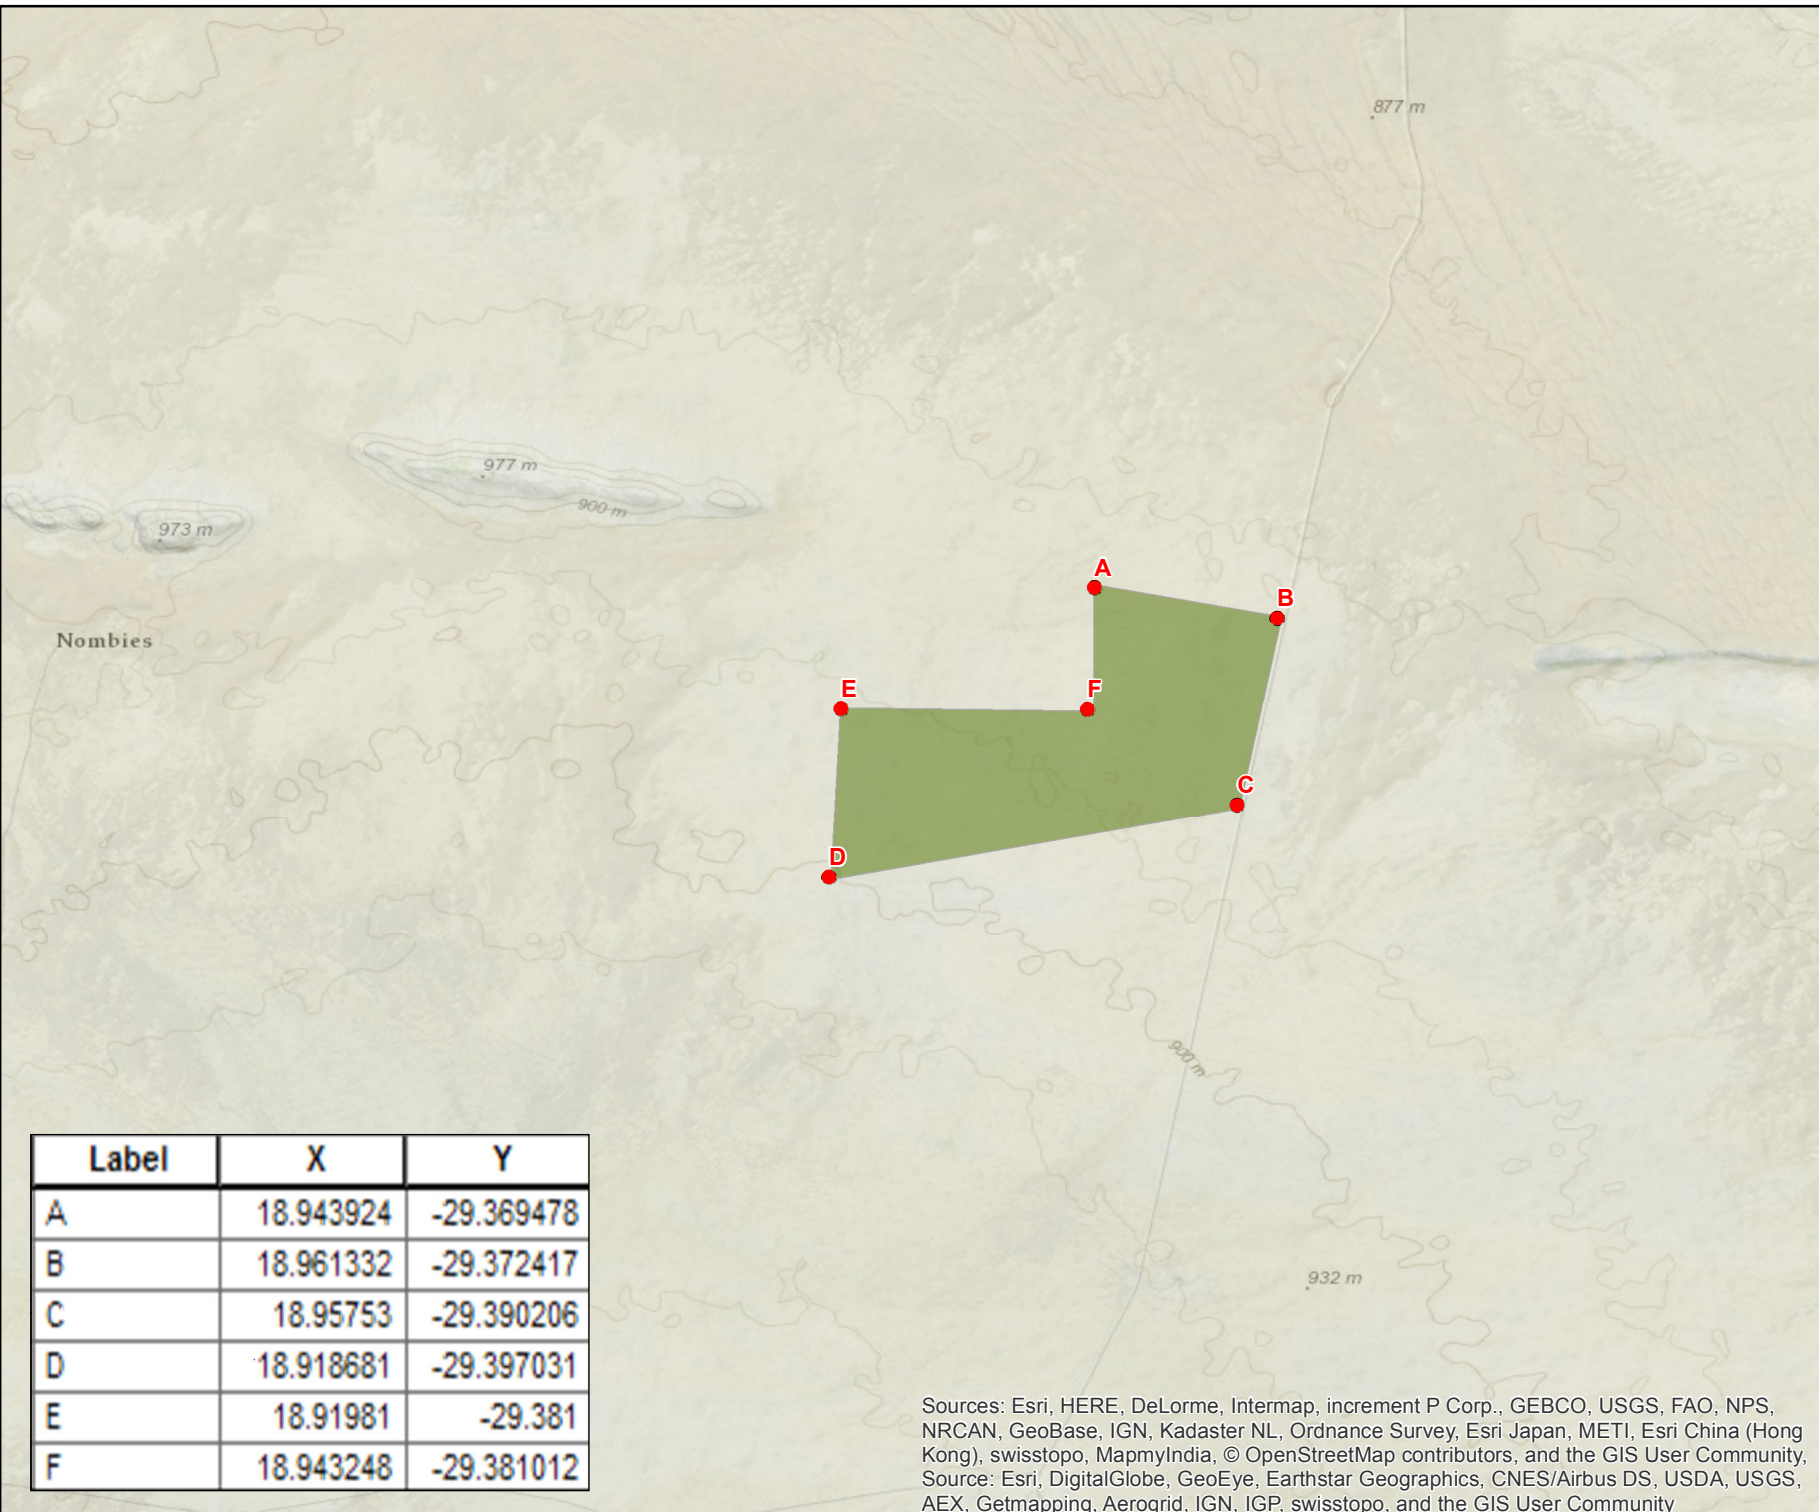 877 m
977 m
900 m
973 m
A
B
Nombies
E
F
C
D
900 m
932 m
Label X Y
A 18.943924 -29.369478
B 18.961332 -29.372417
C 18.95753 -29.390206
D 18.918681 -29.397031
E 18.91981 -29.381
F 18.943248 -29.381012
Sources: Esri, HERE, DeLorme, Intermap, increment P Corp., GEBCO, USGS, FAO, NPS,
NRCAN, GeoBase, IGN, Kadaster NL, Ordnance Survey, Esri Japan, METI, Esri China (Hong
Kong), swisstopo, MapmyIndia, © OpenStreetMap contributors, and the GIS User Community,
Source: Esri, DigitalGlobe, GeoEye, Earthstar Geographics, CNES/Airbus DS, USDA, USGS,
AEX, Getmapping, Aerogrid, IGN, IGP, swisstopo, and the GIS User Community